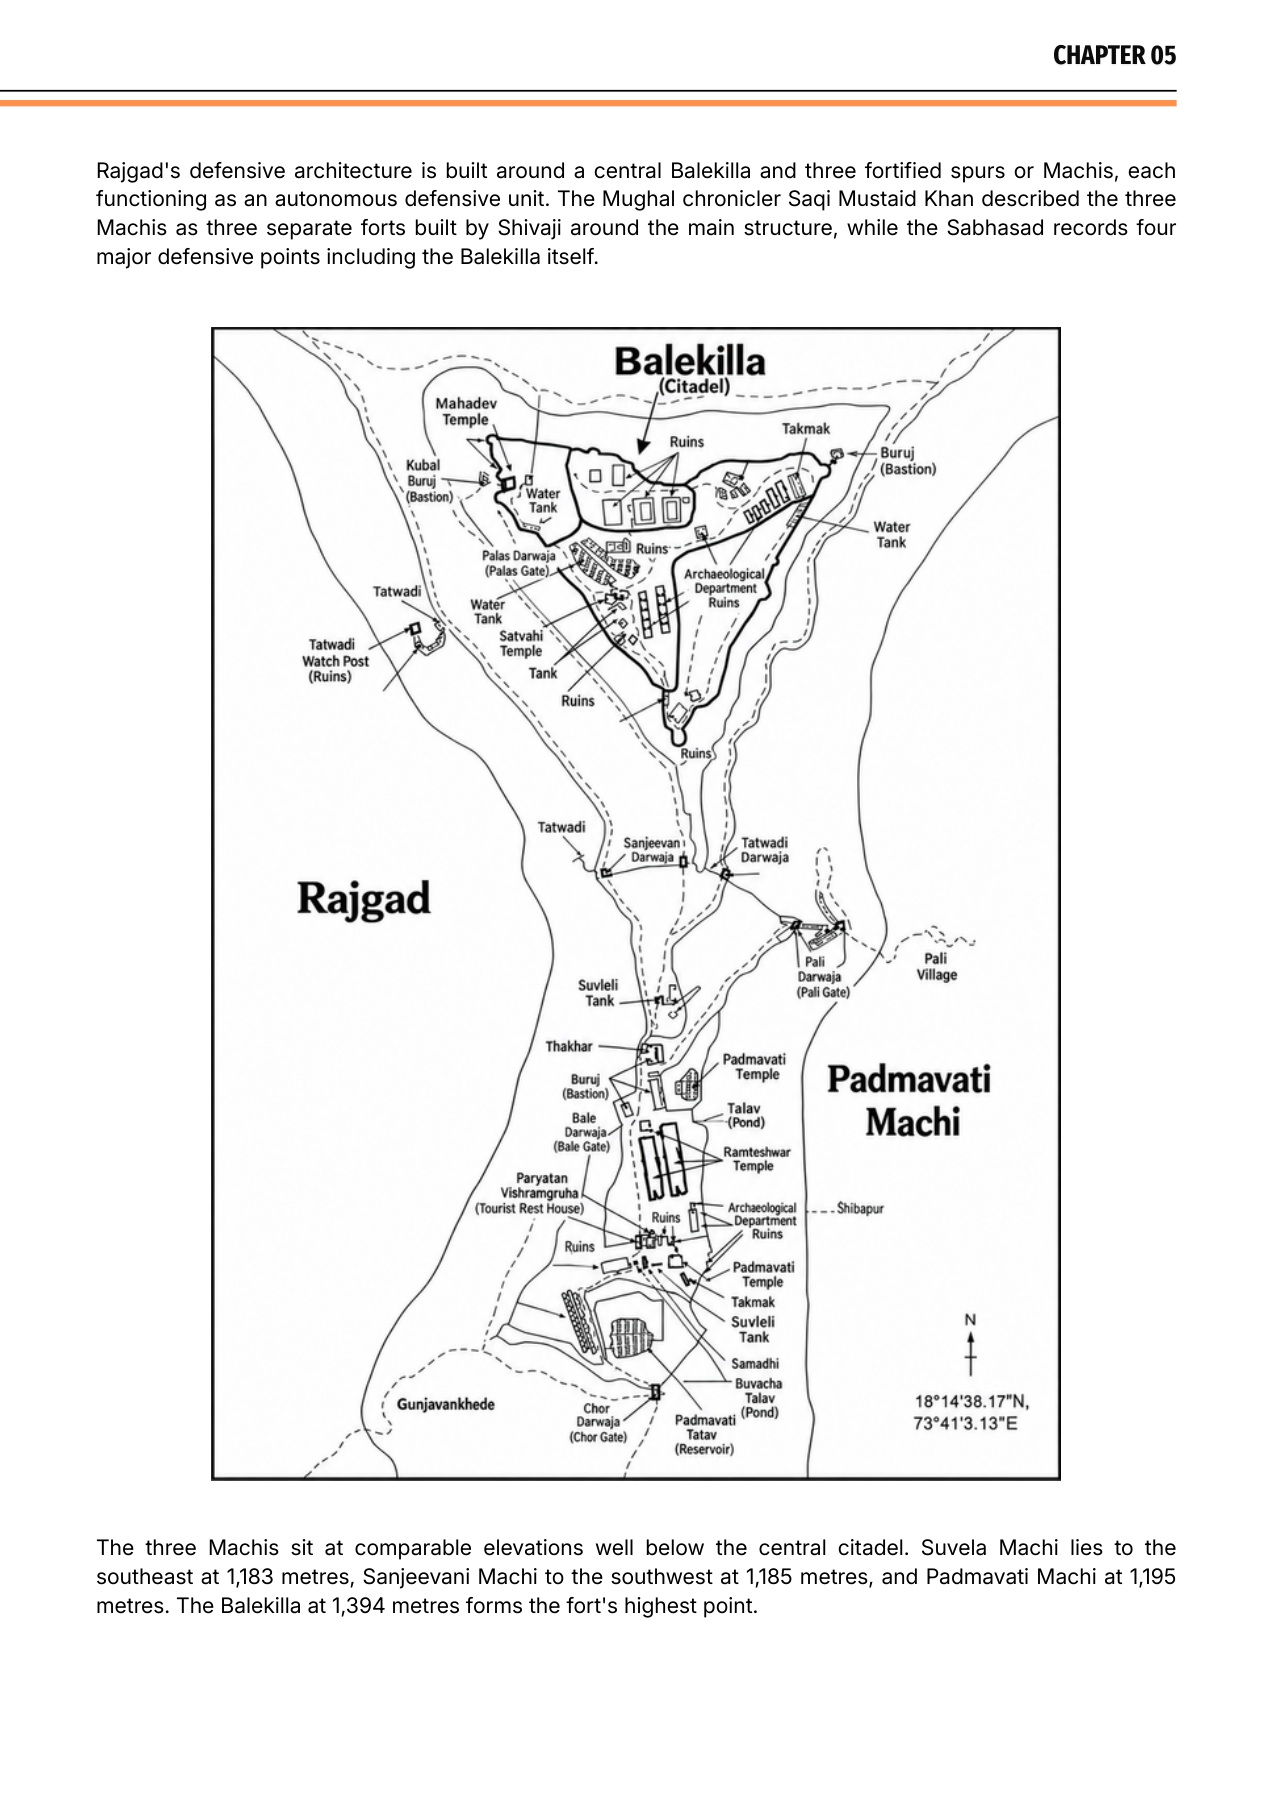 CHAPTER 05
Rajgad's defensive architecture is built around a central Balekilla and three fortified spurs or Machis, each
functioning as an autonomous defensive unit. The Mughal chronicler Saqi Mustaid Khan described the three
Machis as three separate forts built by Shivaji around the main structure, while the Sabhasad records four
major defensive points including the Balekilla itself.
Balekilla
(Citadel)
Mahadev
Temple
Ruins
Takmak
Buruj
(Bastion)
Kubal
Buruj
(Bastion)
Water
Tank
Water
Tank
Palas Darwaja
(Palas Gate)
Ruins
Archaeological
Department
Ruins
Tatwadi
Water
Tank
Satvahi
Temple
Tatwadi
Watch Post
(Ruins)
Tank
Ruins
Ruins
Tatwadi
Sanjeevan
Darwaja
Tatwadi
Darwaja
Rajgad
Pali
Darwaja
(Pali Gate)
Pali
Village
Suvleli
Tank
Thakhar
Padmavati
Temple
Padmavati
Machi
Buruj
(Bastion)
Talav
(Pond)
Bale
Darwaja
(Bale Gate)
Ramteshwar
Temple
Paryatan
Vishramgruha
(Tourist Rest House)
Archaeological
Department
Ruins
Shibapur
Ruins
Ruins
Padmavati
Temple
Takmak
Suvleli
Tank
N
Samadhi
Buvacha
Talav
(Pond)
18°14'38.17"N,
73°41'3.13"E
Gunjavankhede
Chor
Darwaja
(Chor Gate)
Padmavati
Tatav
(Reservoir)
The three Machis sit at comparable elevations well below the central citadel. Suvela Machi lies to the
southeast at 1,183 metres, Sanjeevani Machi to the southwest at 1,185 metres, and Padmavati Machi at 1,195
metres. The Balekilla at 1,394 metres forms the fort's highest point.